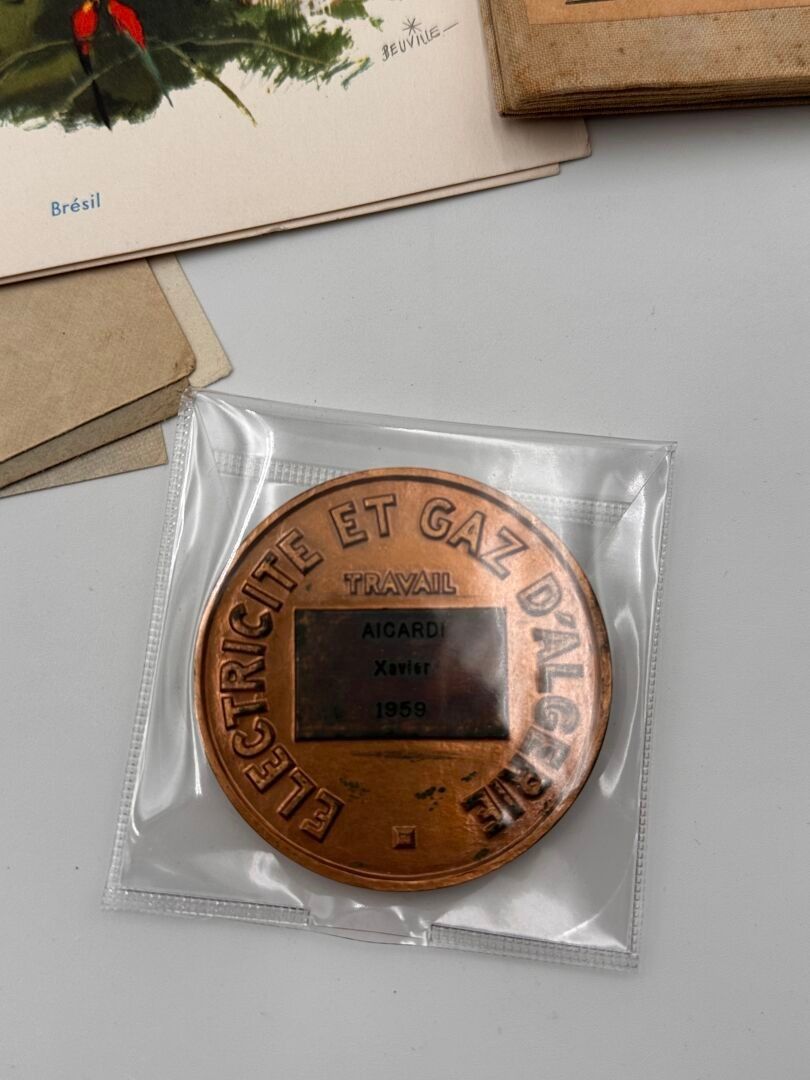 BEUVILLE
Brésil
ELECTRICITE ET GAZ D'ALGERIE
TRAVAIL
AICARDI
Xavier
1959